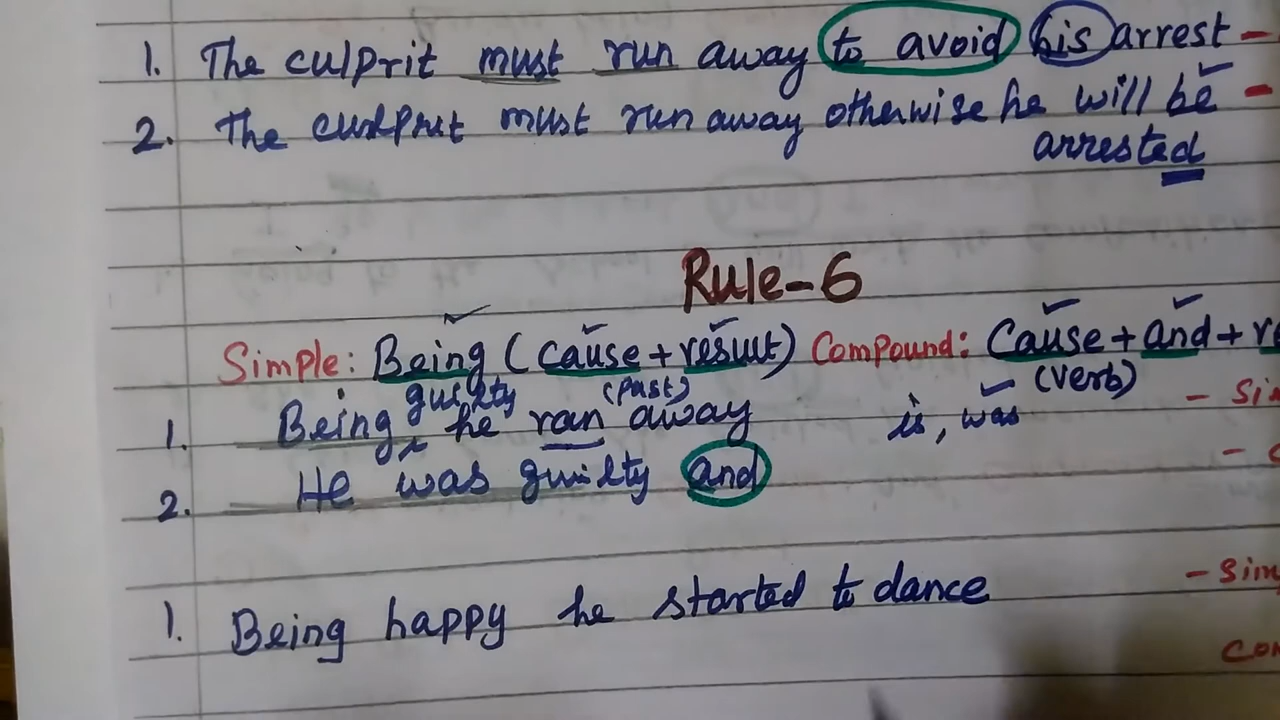 1. The culprit must run away to avoid his arrest -
2. The culprit must run away otherwise he will be -
arrested
Rule-6
Simple: Being (cause + result) Compound: Cause + and + re
guilty (past) (verb)
1. Being he ran away is, was - Sim
2. He was guilty and - C
1. Being happy he started to dance - Sim
Com